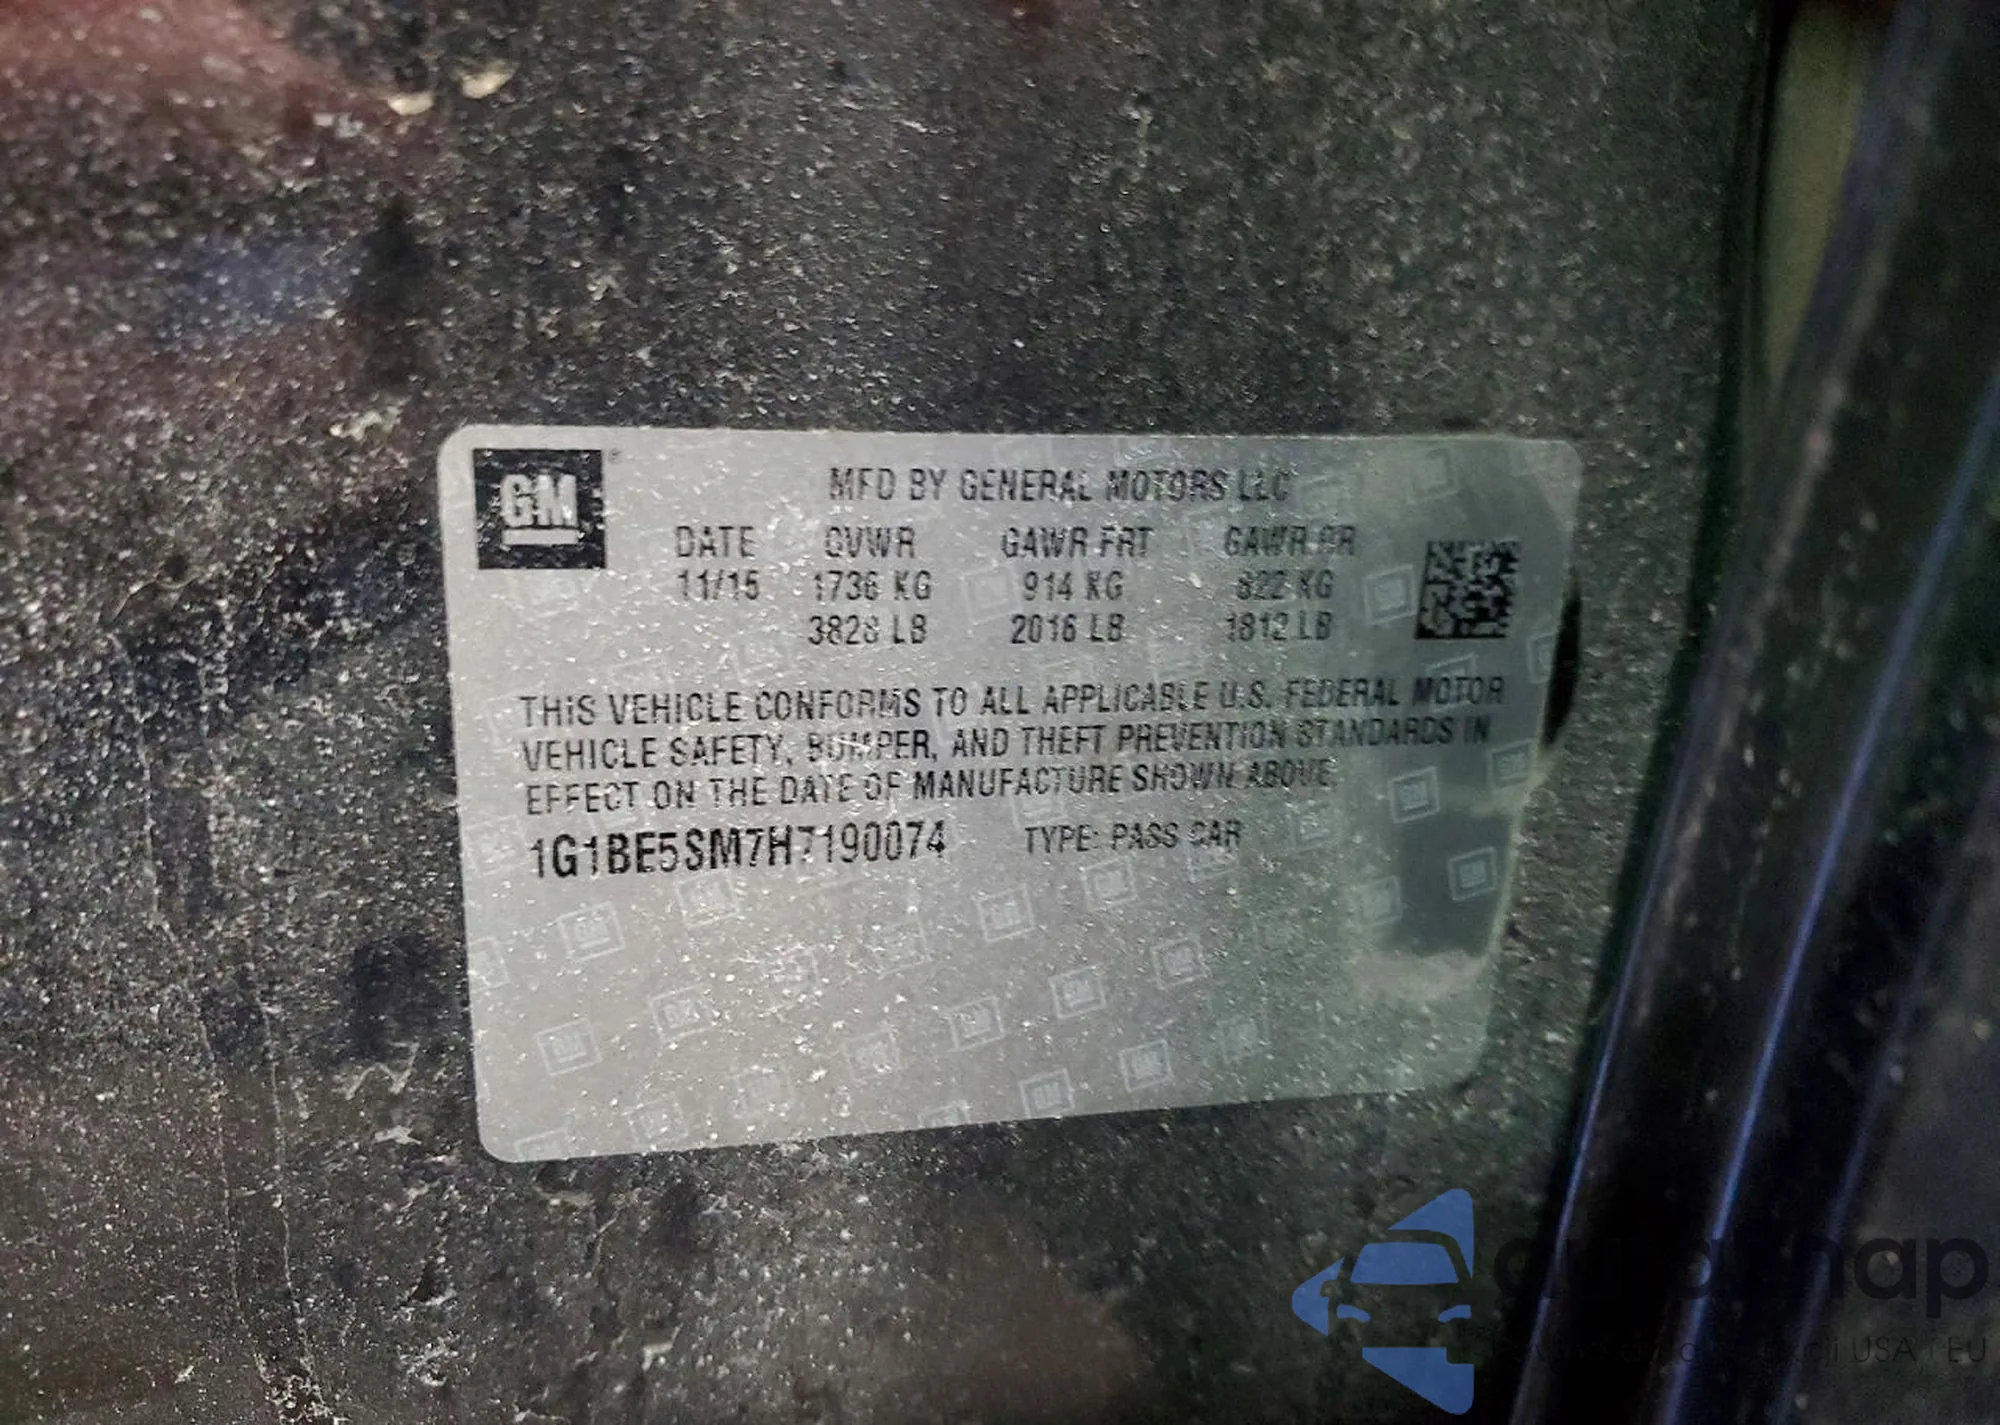 GM
MFD BY GENERAL MOTORS LLC
DATE GVWR GAWR FRT GAWR RR
11/15 1736 KG 914 KG 822 KG
3828 LB 2016 LB 1812 LB
THIS VEHICLE CONFORMS TO ALL APPLICABLE U.S. FEDERAL MOTOR
VEHICLE SAFETY, BUMPER, AND THEFT PREVENTION STANDARDS IN
EFFECT ON THE DATE OF MANUFACTURE SHOWN ABOVE.
1G1BE5SM7H7190074 TYPE: PASS CAR
USA i EU